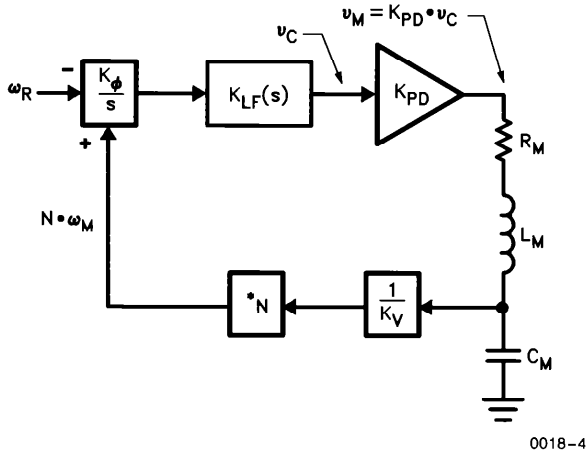 υC
υM = KPD • υC
−
ωR
Kϕ
s
KLF(s)
KPD
+
RM
N • ωM
LM
*N
1
KV
CM
0018-4